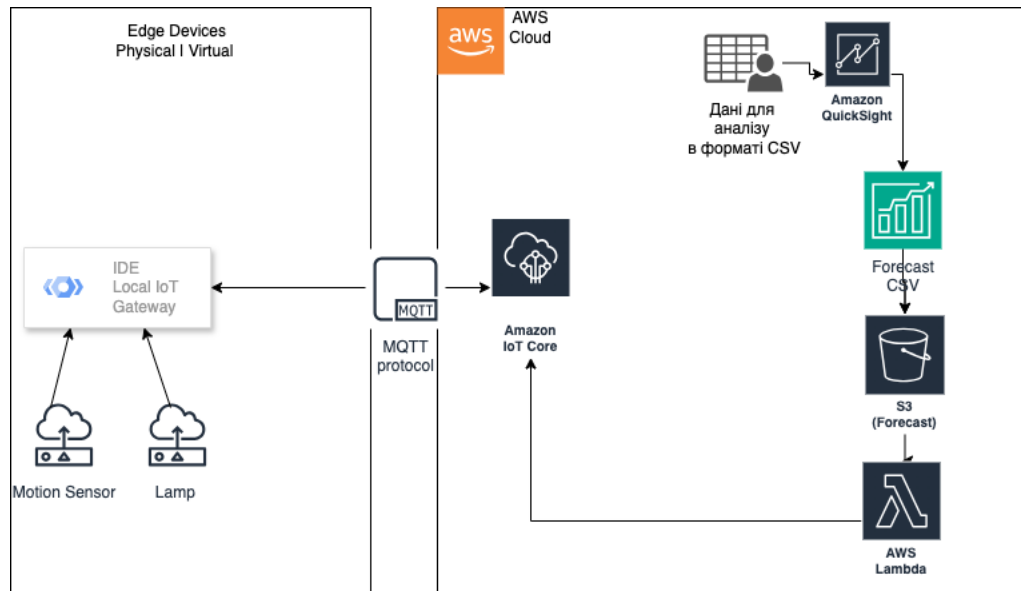 Edge Devices
Physical I Virtual
aws
AWS
Cloud
Дані для
аналізу
в форматі CSV
Amazon
QuickSight
Forecast
CSV
IDE
Local IoT
Gateway
MQTT
MQTT
protocol
Amazon
IoT Core
S3
(Forecast)
Motion Sensor
Lamp
AWS
Lambda